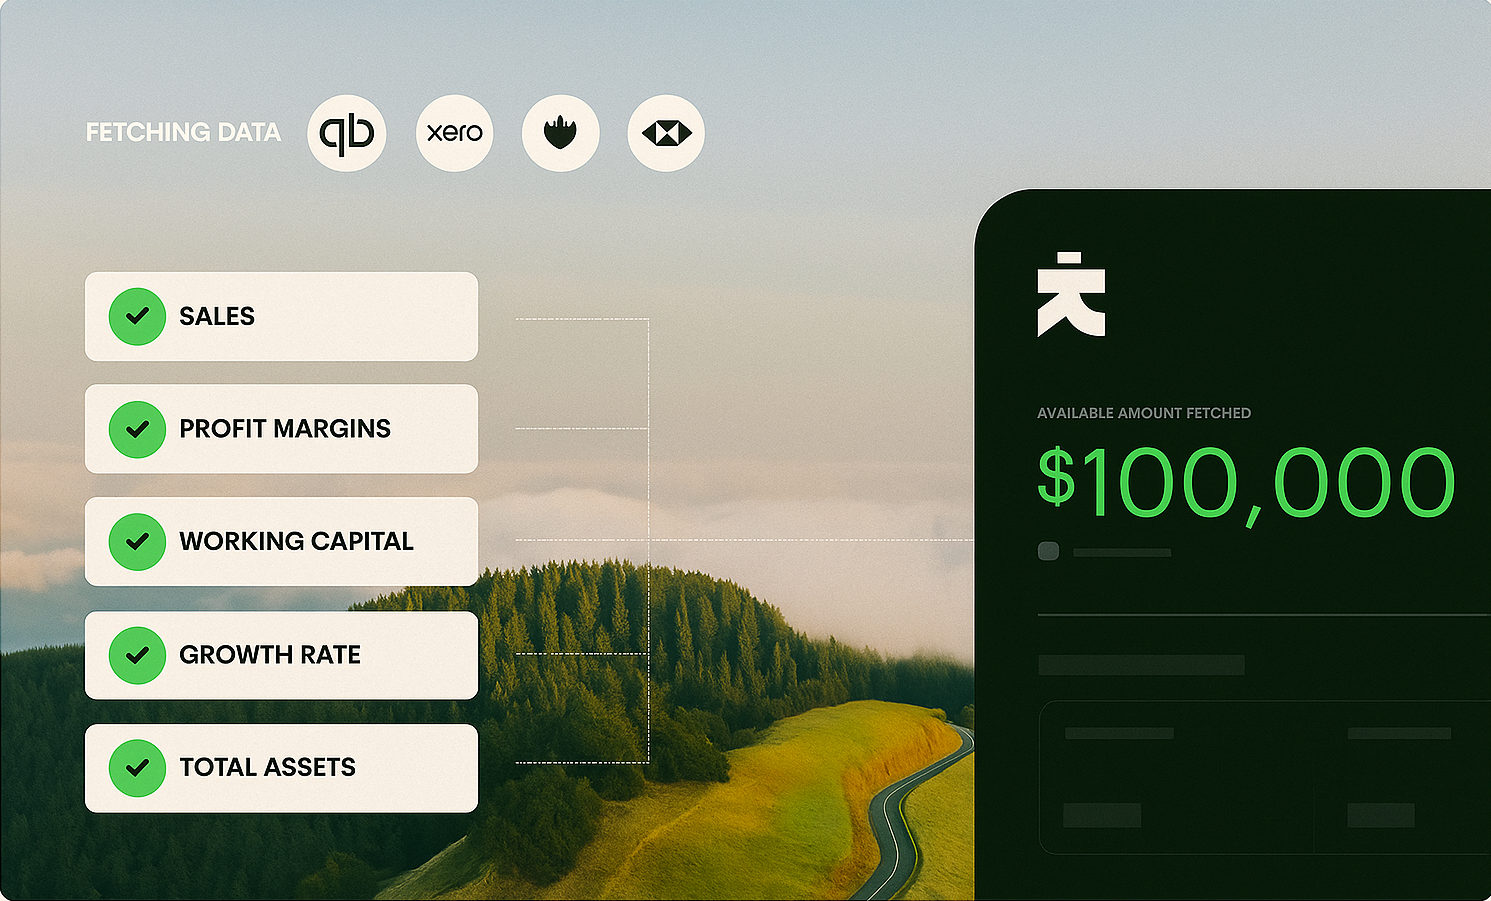 FETCHING DATA
qb
xero
SALES
PROFIT MARGINS
WORKING CAPITAL
GROWTH RATE
TOTAL ASSETS
AVAILABLE AMOUNT FETCHED
$100,000